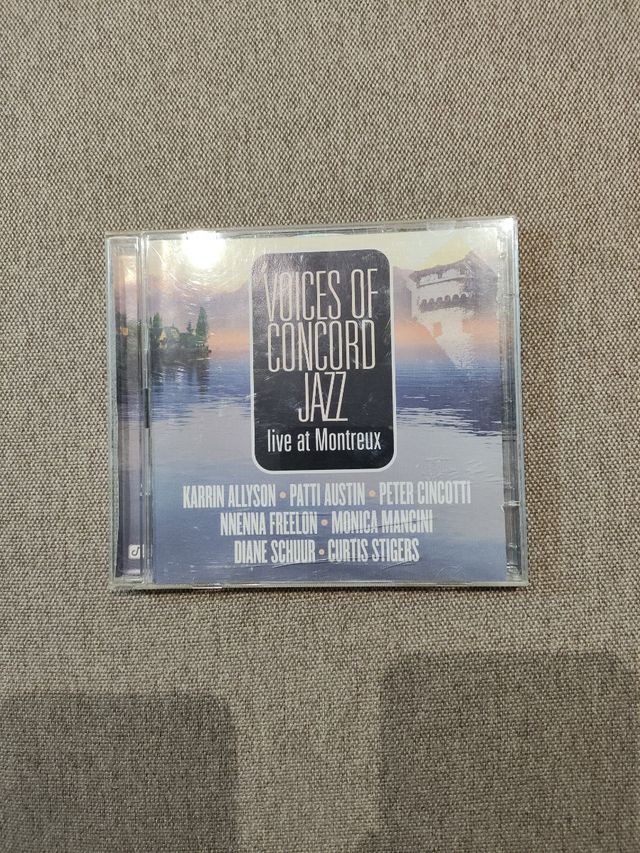 VOICES OF
CONCORD
JAZZ
live at Montreux
KARRIN ALLYSON • PATTI AUSTIN • PETER CINCOTTI
NNENNA FREELON • MONICA MANCINI
DIANE SCHUUR • CURTIS STIGERS